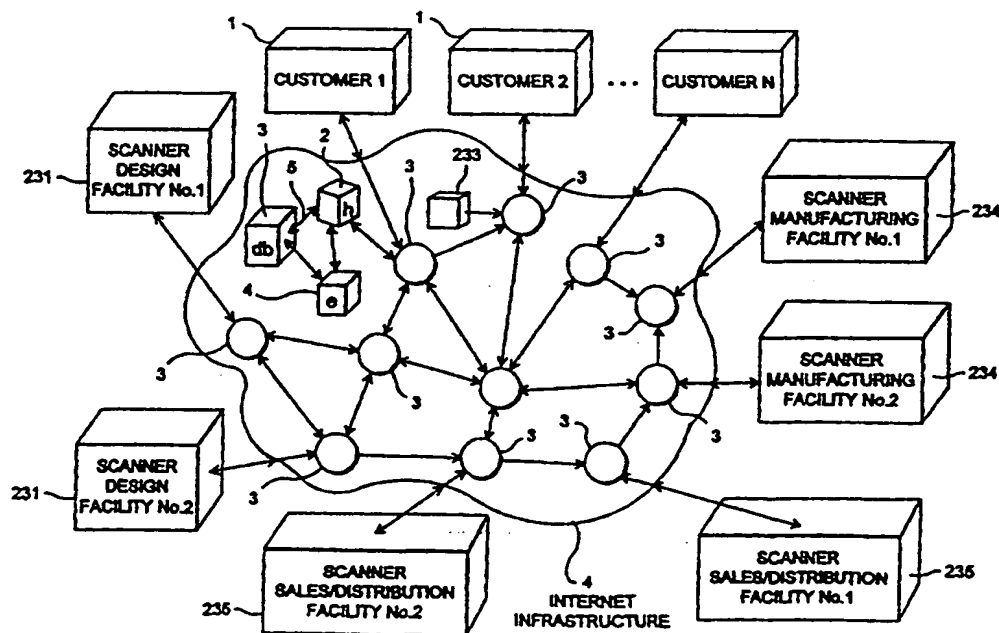 1
1
CUSTOMER 1
CUSTOMER 2
...
CUSTOMER N
3
2
SCANNER
DESIGN
FACILITY No.1
231
5
h
3
233
3
db
4
e
SCANNER
MANUFACTURING
FACILITY No.1
234
3
3
3
3
SCANNER
MANUFACTURING
FACILITY No.2
234
3
3
3
3
SCANNER
DESIGN
FACILITY No.2
231
SCANNER
SALES/DISTRIBUTION
FACILITY No.2
235
4
INTERNET
INFRASTRUCTURE
SCANNER
SALES/DISTRIBUTION
FACILITY No.1
235